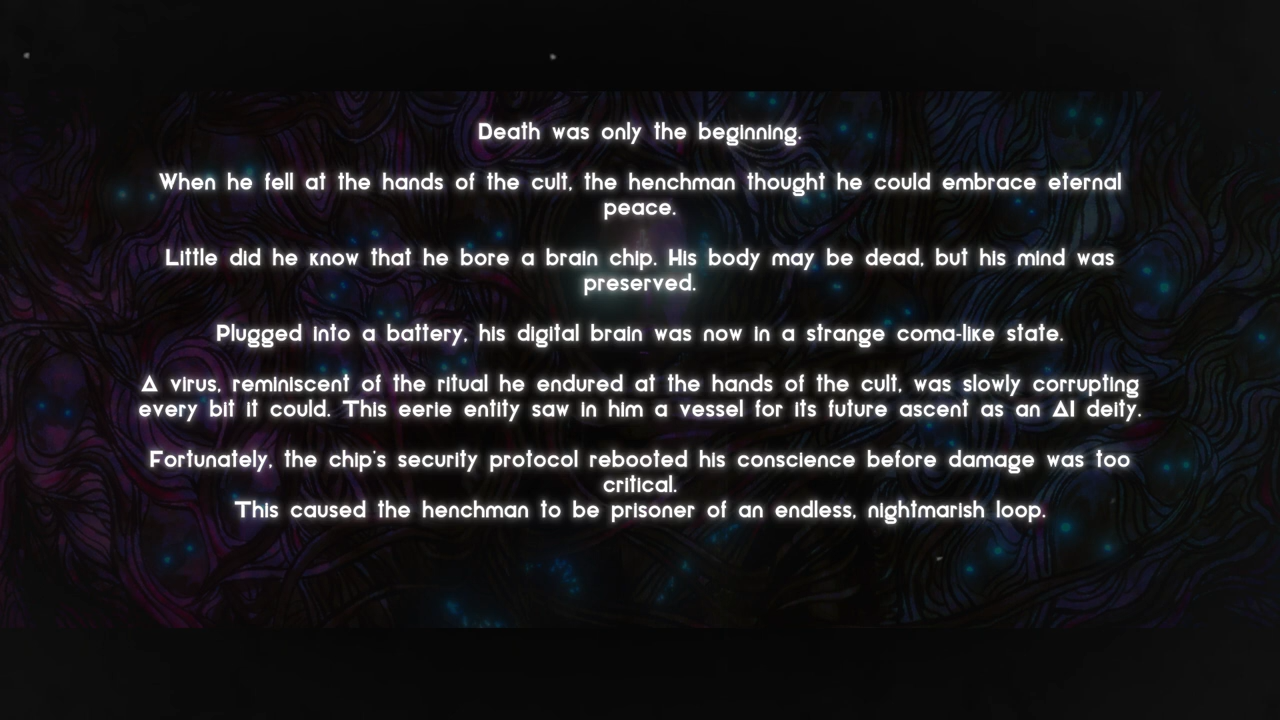 Death was only the beginning.
When he fell at the hands of the cult, the henchman thought he could embrace eternal
peace.
Little did he know that he bore a brain chip. His body may be dead, but his mind was
preserved.
Plugged into a battery, his digital brain was now in a strange coma-like state.
A virus, reminiscent of the ritual he endured at the hands of the cult, was slowly corrupting
every bit it could. This eerie entity saw in him a vessel for its future ascent as an AI deity.
Fortunately, the chip's security protocol rebooted his conscience before damage was too
critical.
This caused the henchman to be prisoner of an endless, nightmarish loop.